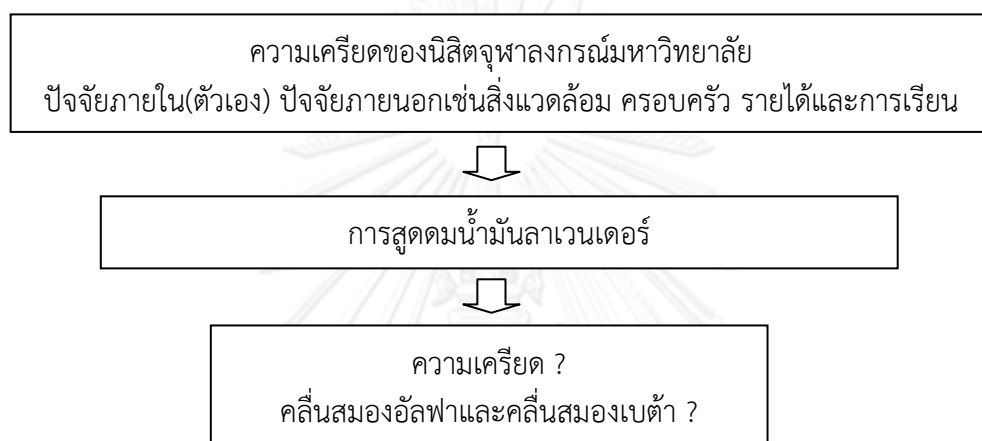 ความเครียดของนิสิตจุฬาลงกรณ์มหาวิทยาลัย
ปัจจัยภายใน(ตัวเอง) ปัจจัยภายนอกเช่นสิ่งแวดล้อม ครอบครัว รายได้และการเรียน
การสูดดมน้ำมันลาเวนเดอร์
ความเครียด ?
คลื่นสมองอัลฟาและคลื่นสมองเบต้า ?